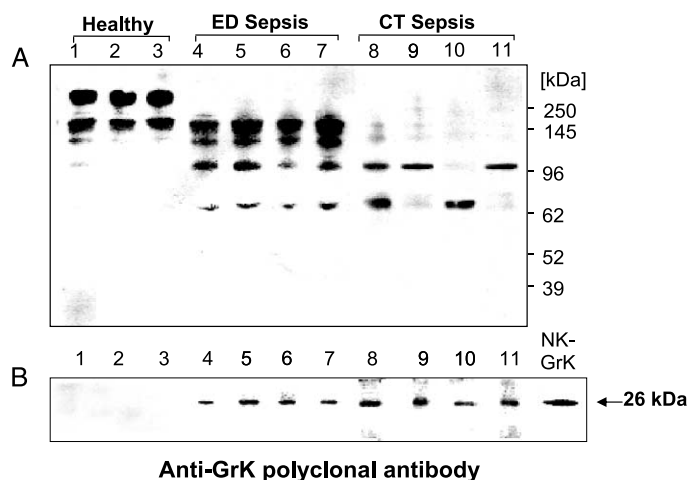 Healthy ED Sepsis CT Sepsis
1 2 3 4 5 6 7 8 9 10 11
A
[kDa]
250
145
96
62
52
39
NK-
GrK
1 2 3 4 5 6 7 8 9 10 11
B
26 kDa
Anti-GrK polyclonal antibody